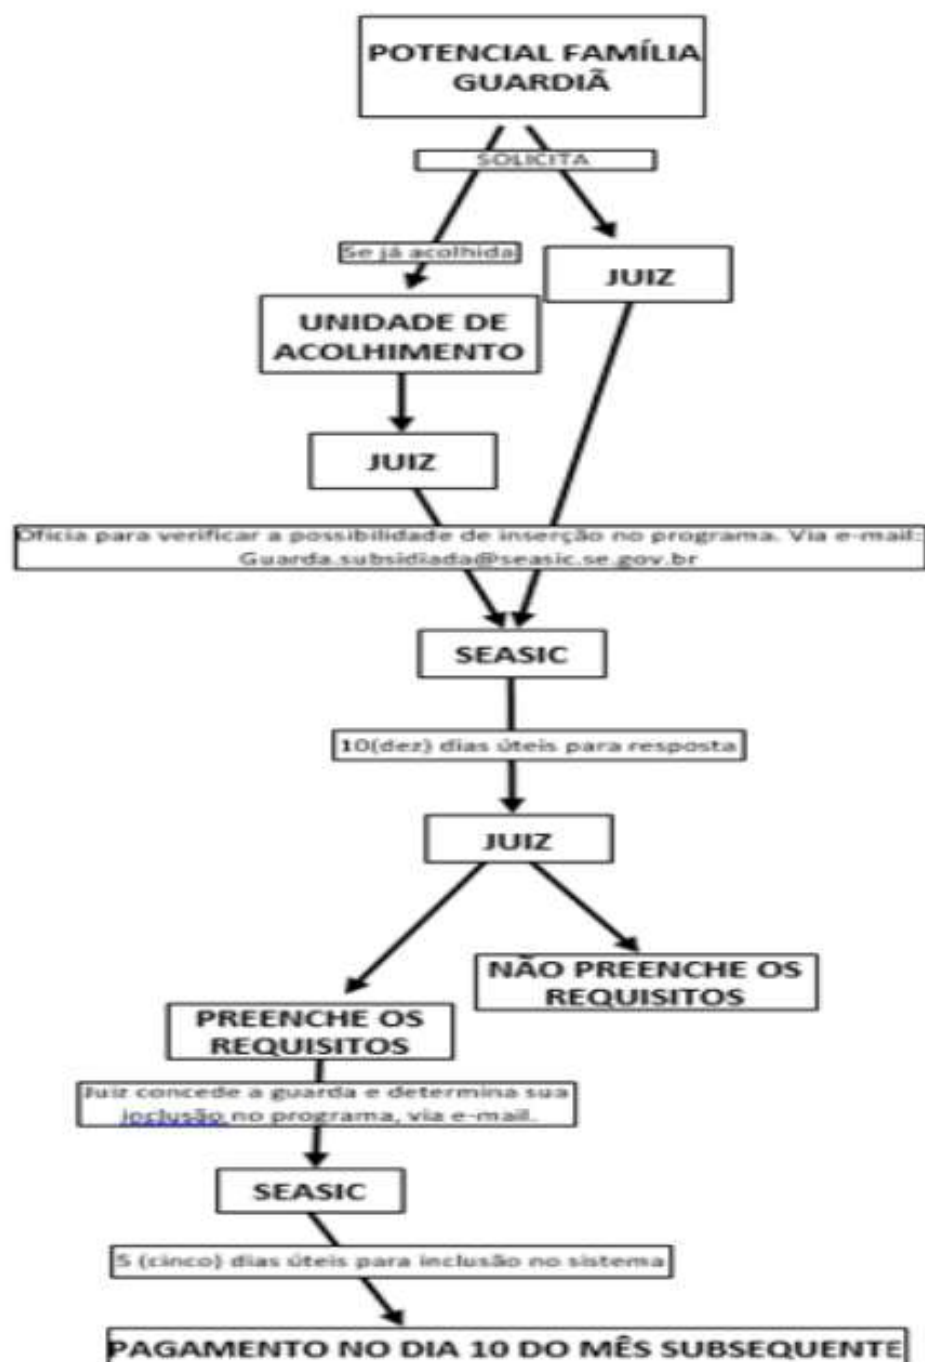 POTENCIAL FAMÍLIA
GUARDIÃ
SOLICITA
Se já acolhida
JUIZ
UNIDADE DE
ACOLHIMENTO
JUIZ
Oficia para verificar a possibilidade de inserção no programa. Via e-mail:
Guarda.subsidiada@seasic.se.gov.br
SEASIC
10(dez) dias úteis para resposta
JUIZ
NÃO PREENCHE OS
REQUISITOS
PREENCHE OS
REQUISITOS
Juiz concede a guarda e determina sua
inclusão no programa, via e-mail.
SEASIC
5 (cinco) dias úteis para inclusão no sistema
PAGAMENTO NO DIA 10 DO MÊS SUBSEQUENTE